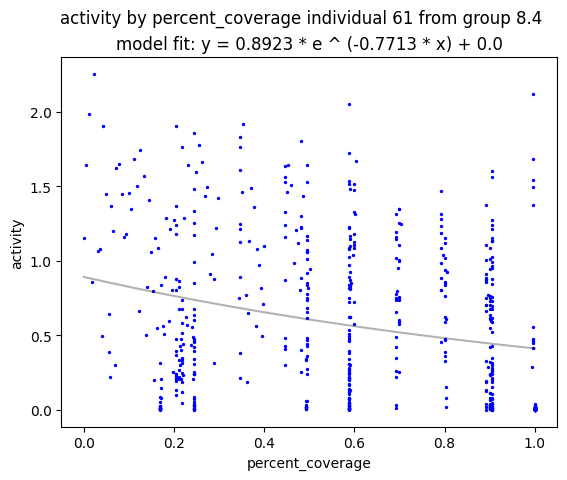 activity by percent_coverage individual 61 from group 8.4
model fit: y = 0.8923 * e ^ (-0.7713 * x) + 0.0
2.0
1.5
1.0
0.5
0.0
activity
0.0 0.2 0.4 0.6 0.8 1.0
percent_coverage